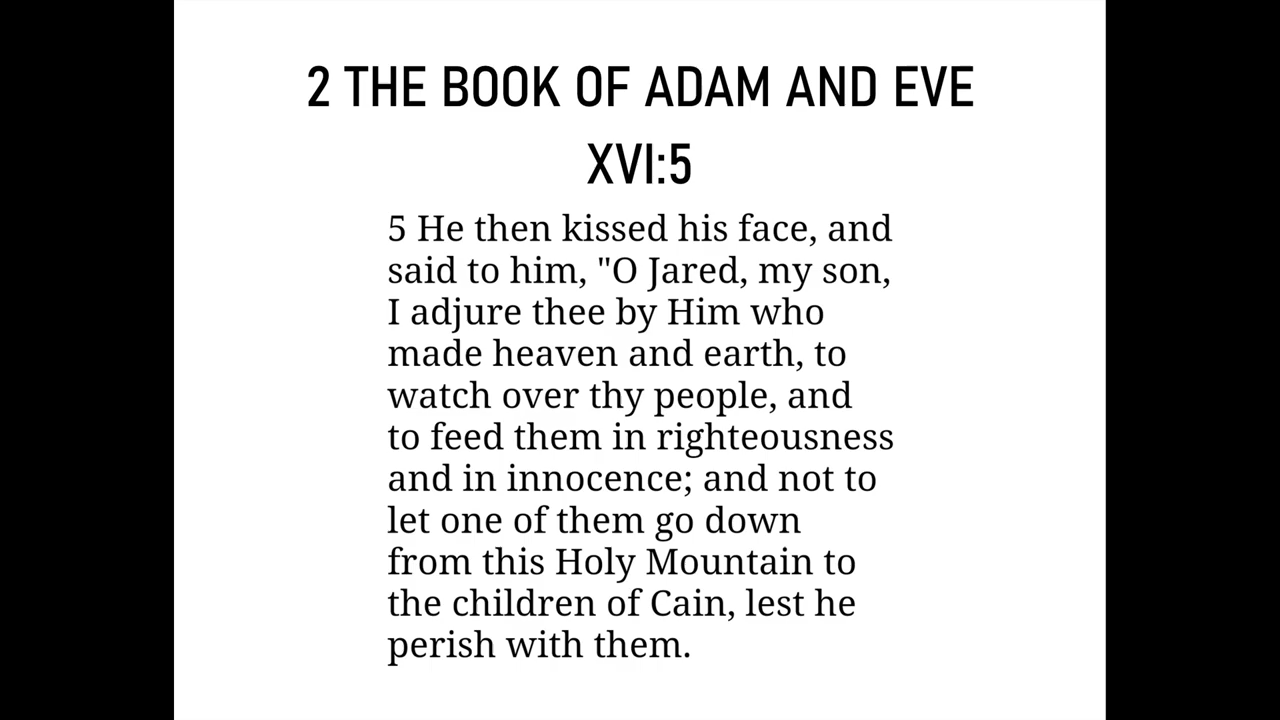 2 THE BOOK OF ADAM AND EVE
XVI:5
5 He then kissed his face, and
said to him, "O Jared, my son,
I adjure thee by Him who
made heaven and earth, to
watch over thy people, and
to feed them in righteousness
and in innocence; and not to
let one of them go down
from this Holy Mountain to
the children of Cain, lest he
perish with them.